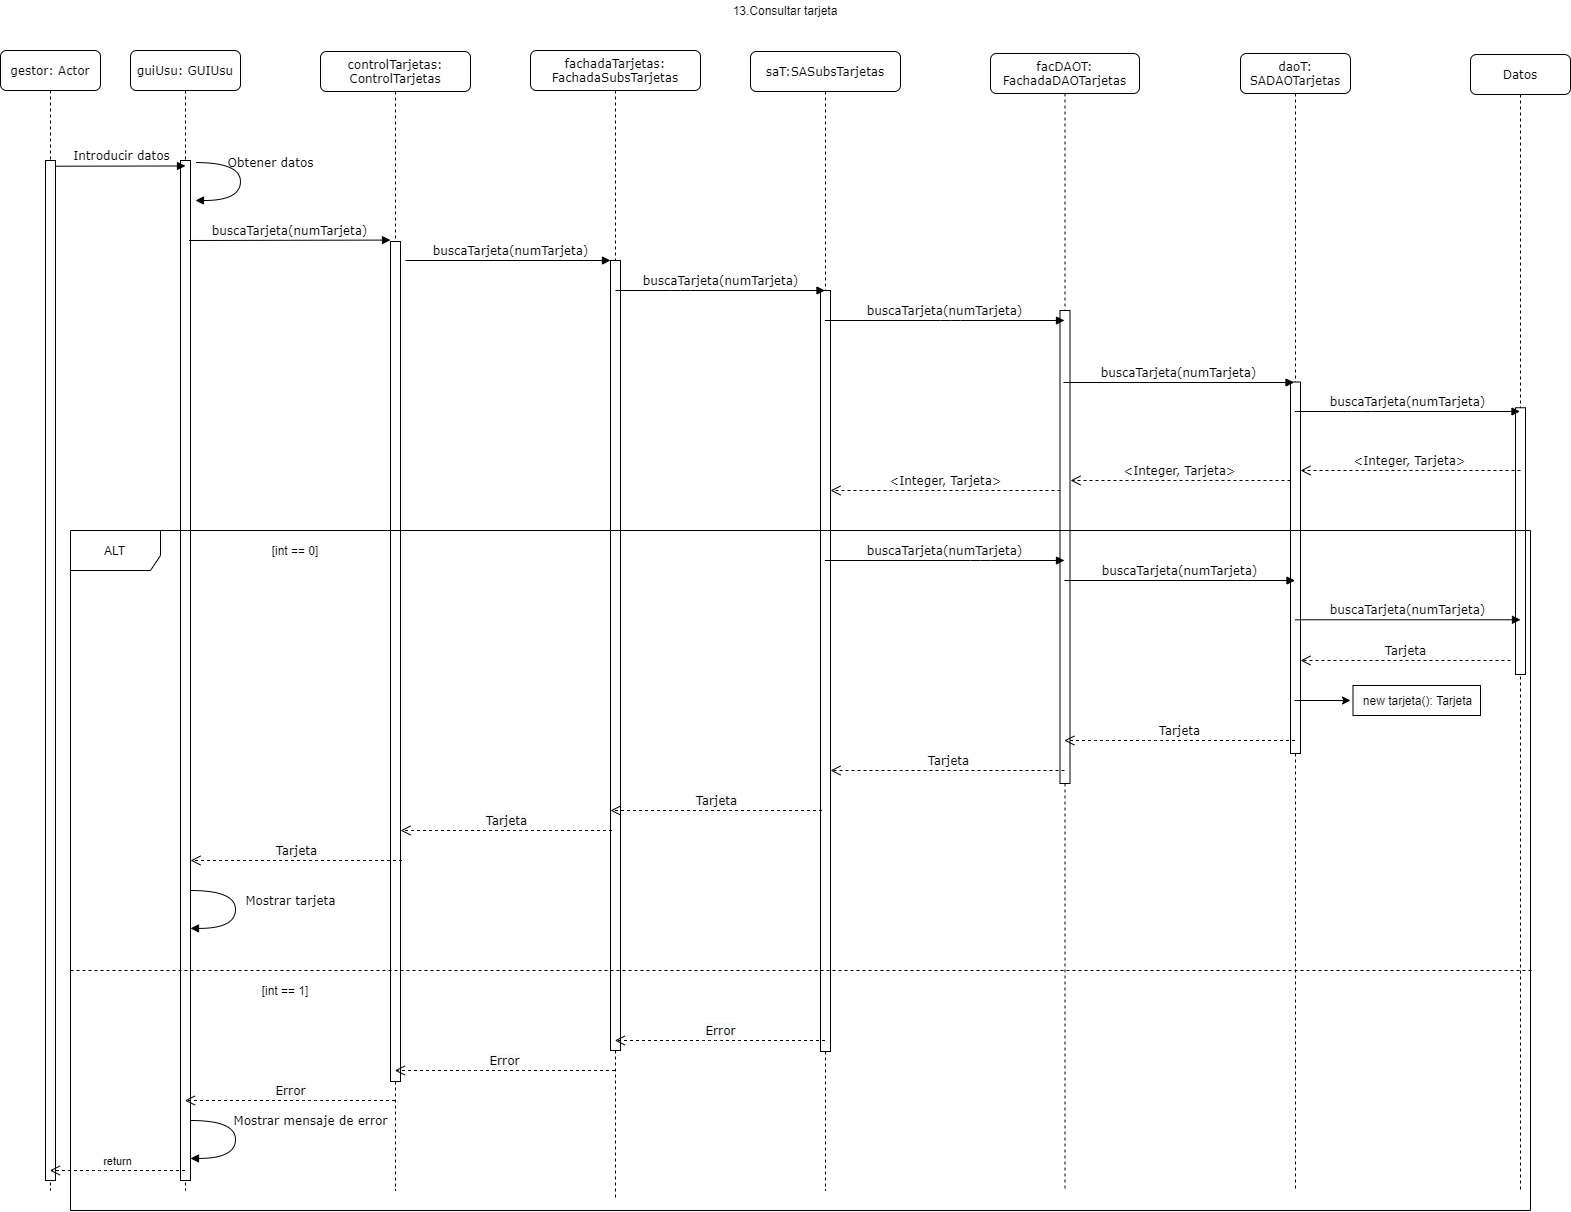 13.Consultar tarjeta
gestor: Actor
guiUsu: GUIUsu
controlTarjetas:
ControlTarjetas
fachadaTarjetas:
FachadaSubsTarjetas
saT:SASubsTarjetas
facDAOT:
FachadaDAOTarjetas
daoT:
SADAOTarjetas
Datos
Introducir datos
Obtener datos
buscaTarjeta(numTarjeta)
buscaTarjeta(numTarjeta)
buscaTarjeta(numTarjeta)
buscaTarjeta(numTarjeta)
buscaTarjeta(numTarjeta)
buscaTarjeta(numTarjeta)
<Integer, Tarjeta>
<Integer, Tarjeta>
<Integer, Tarjeta>
ALT
[int == 0]
buscaTarjeta(numTarjeta)
buscaTarjeta(numTarjeta)
buscaTarjeta(numTarjeta)
Tarjeta
new tarjeta(): Tarjeta
Tarjeta
Tarjeta
Tarjeta
Tarjeta
Tarjeta
Mostrar tarjeta
[int == 1]
Error
Error
Error
Mostrar mensaje de error
return